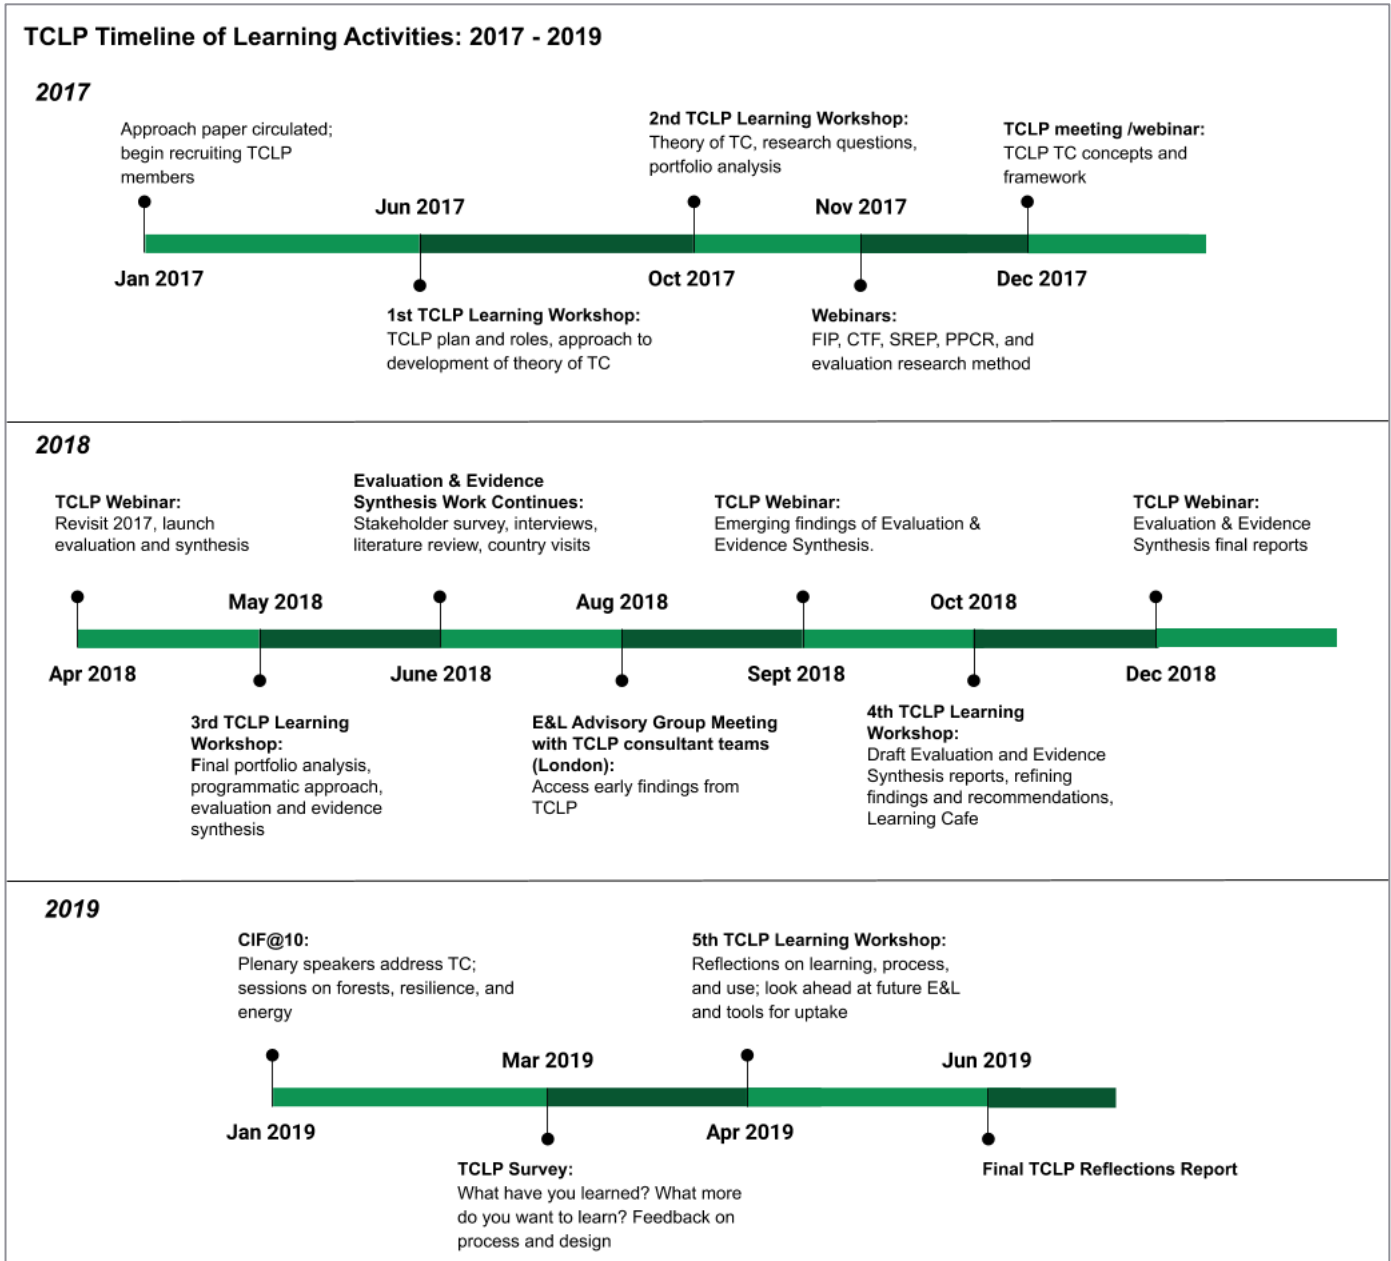 TCLP Timeline of Learning Activities: 2017 - 2019
2017
Approach paper circulated;
begin recruiting TCLP
members
2nd TCLP Learning Workshop:
Theory of TC, research questions,
portfolio analysis
TCLP meeting /webinar:
TCLP TC concepts and
framework
Jun 2017
Nov 2017
Jan 2017
Oct 2017
Dec 2017
1st TCLP Learning Workshop:
TCLP plan and roles, approach to
development of theory of TC
Webinars:
FIP, CTF, SREP, PPCR, and
evaluation research method
2018
TCLP Webinar:
Revisit 2017, launch
evaluation and synthesis
Evaluation & Evidence
Synthesis Work Continues:
Stakeholder survey, interviews,
literature review, country visits
TCLP Webinar:
Emerging findings of Evaluation &
Evidence Synthesis.
TCLP Webinar:
Evaluation & Evidence
Synthesis final reports
May 2018
Aug 2018
Oct 2018
Apr 2018
June 2018
Sept 2018
Dec 2018
3rd TCLP Learning
Workshop:
Final portfolio analysis,
programmatic approach,
evaluation and evidence
synthesis
E&L Advisory Group Meeting
with TCLP consultant teams
(London):
Access early findings from
TCLP
4th TCLP Learning
Workshop:
Draft Evaluation and Evidence
Synthesis reports, refining
findings and recommendations,
Learning Cafe
2019
CIF@10:
Plenary speakers address TC;
sessions on forests, resilience, and
energy
5th TCLP Learning Workshop:
Reflections on learning, process,
and use; look ahead at future E&L
and tools for uptake
Mar 2019
Jun 2019
Jan 2019
Apr 2019
TCLP Survey:
What have you learned? What more
do you want to learn? Feedback on
process and design
Final TCLP Reflections Report